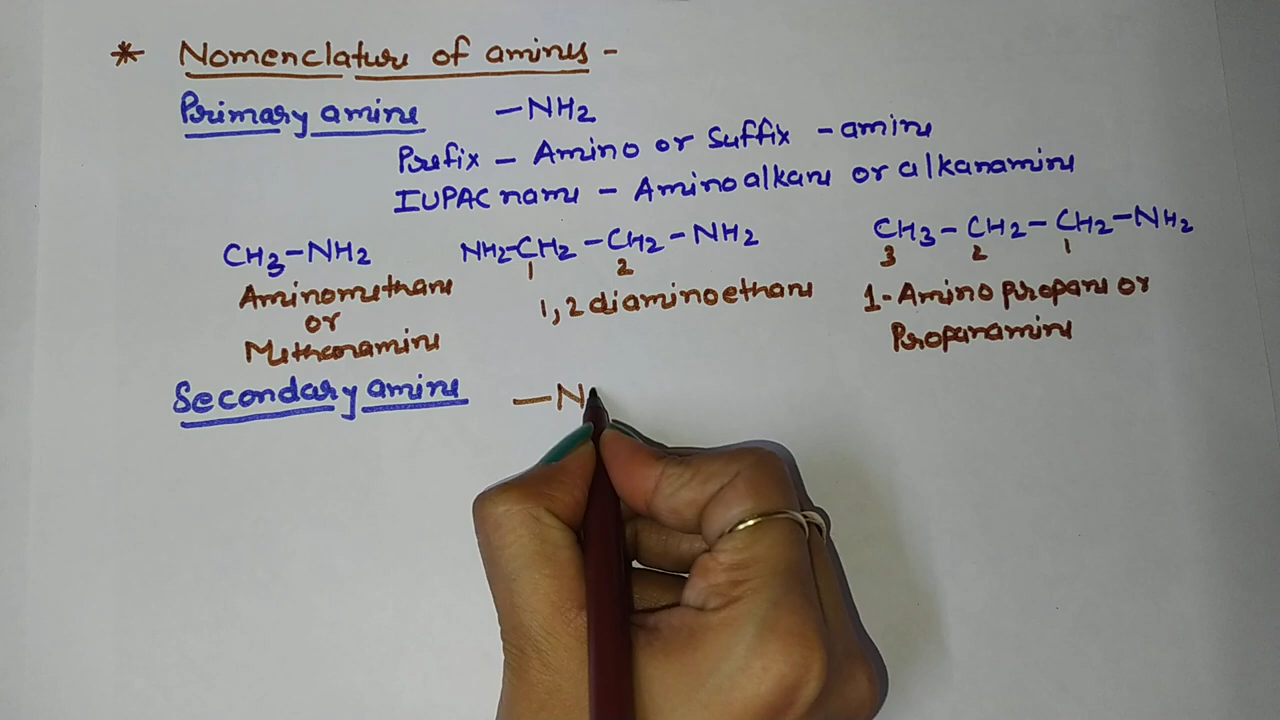 * Nomenclature of amines -
Primary amine -NH2
Prefix - Amino or Suffix - amine
IUPAC name - Aminoalkane or alkanamine
CH3-NH2 NH2-CH2-CH2-NH2 CH3-CH2-CH2-NH2
1 2 3 2 1
Aminomethane 1,2 diaminoethane 1-Aminopropane or
or
Methanamine Propanamine
Secondary amine -N